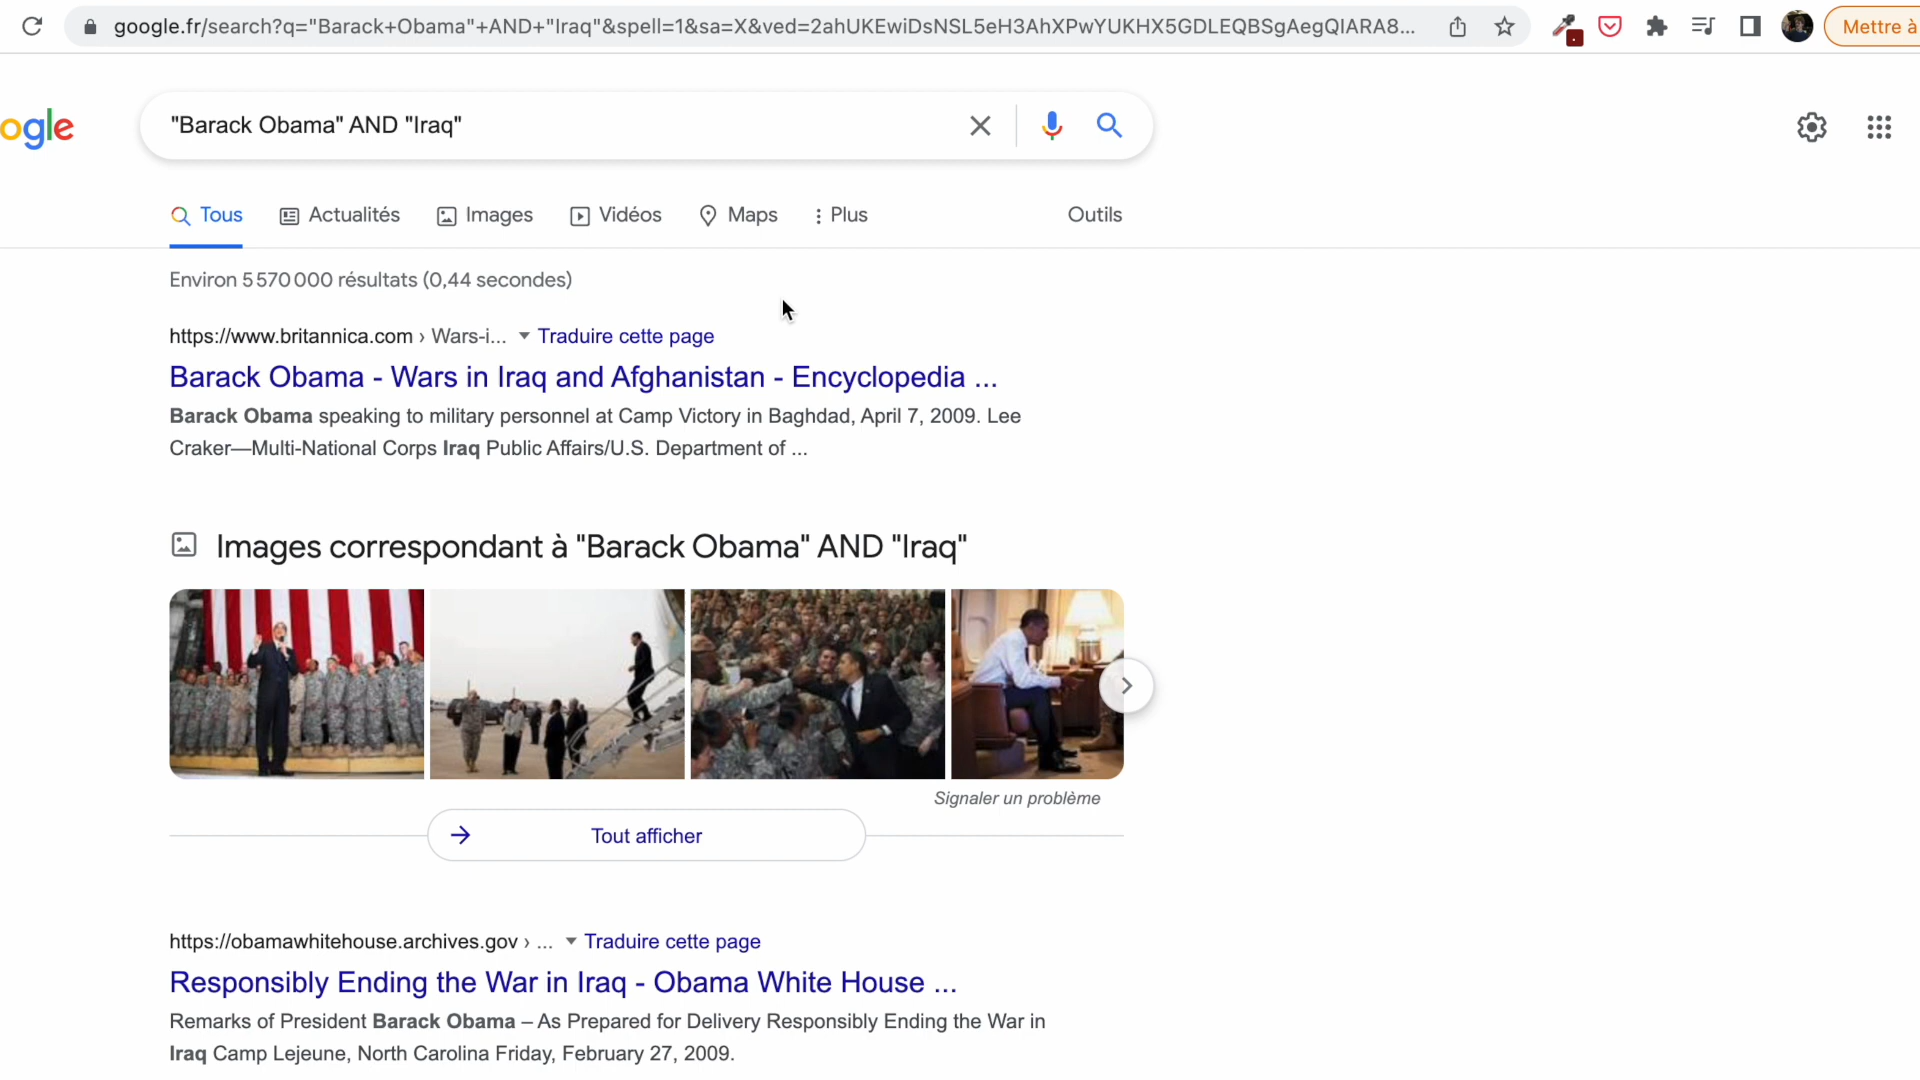 google.fr/search?q="Barack+Obama"+AND+"Iraq"&spell=1&sa=X&ved=2ahUKEwiDsNSL5eH3AhXPwYUKHX5GDLEQBSgAegQIARA8...
Mettre à
ogle
"Barack Obama" AND "Iraq"
Tous Actualités Images Vidéos Maps Plus Outils
Environ 5 570 000 résultats (0,44 secondes)
https://www.britannica.com › Wars-i... Traduire cette page
Barack Obama - Wars in Iraq and Afghanistan - Encyclopedia ...
Barack Obama speaking to military personnel at Camp Victory in Baghdad, April 7, 2009. Lee
Craker—Multi-National Corps Iraq Public Affairs/U.S. Department of ...
Images correspondant à "Barack Obama" AND "Iraq"
Signaler un problème
Tout afficher
https://obamawhitehouse.archives.gov › ... Traduire cette page
Responsibly Ending the War in Iraq - Obama White House ...
Remarks of President Barack Obama – As Prepared for Delivery Responsibly Ending the War in
Iraq Camp Lejeune, North Carolina Friday, February 27, 2009.